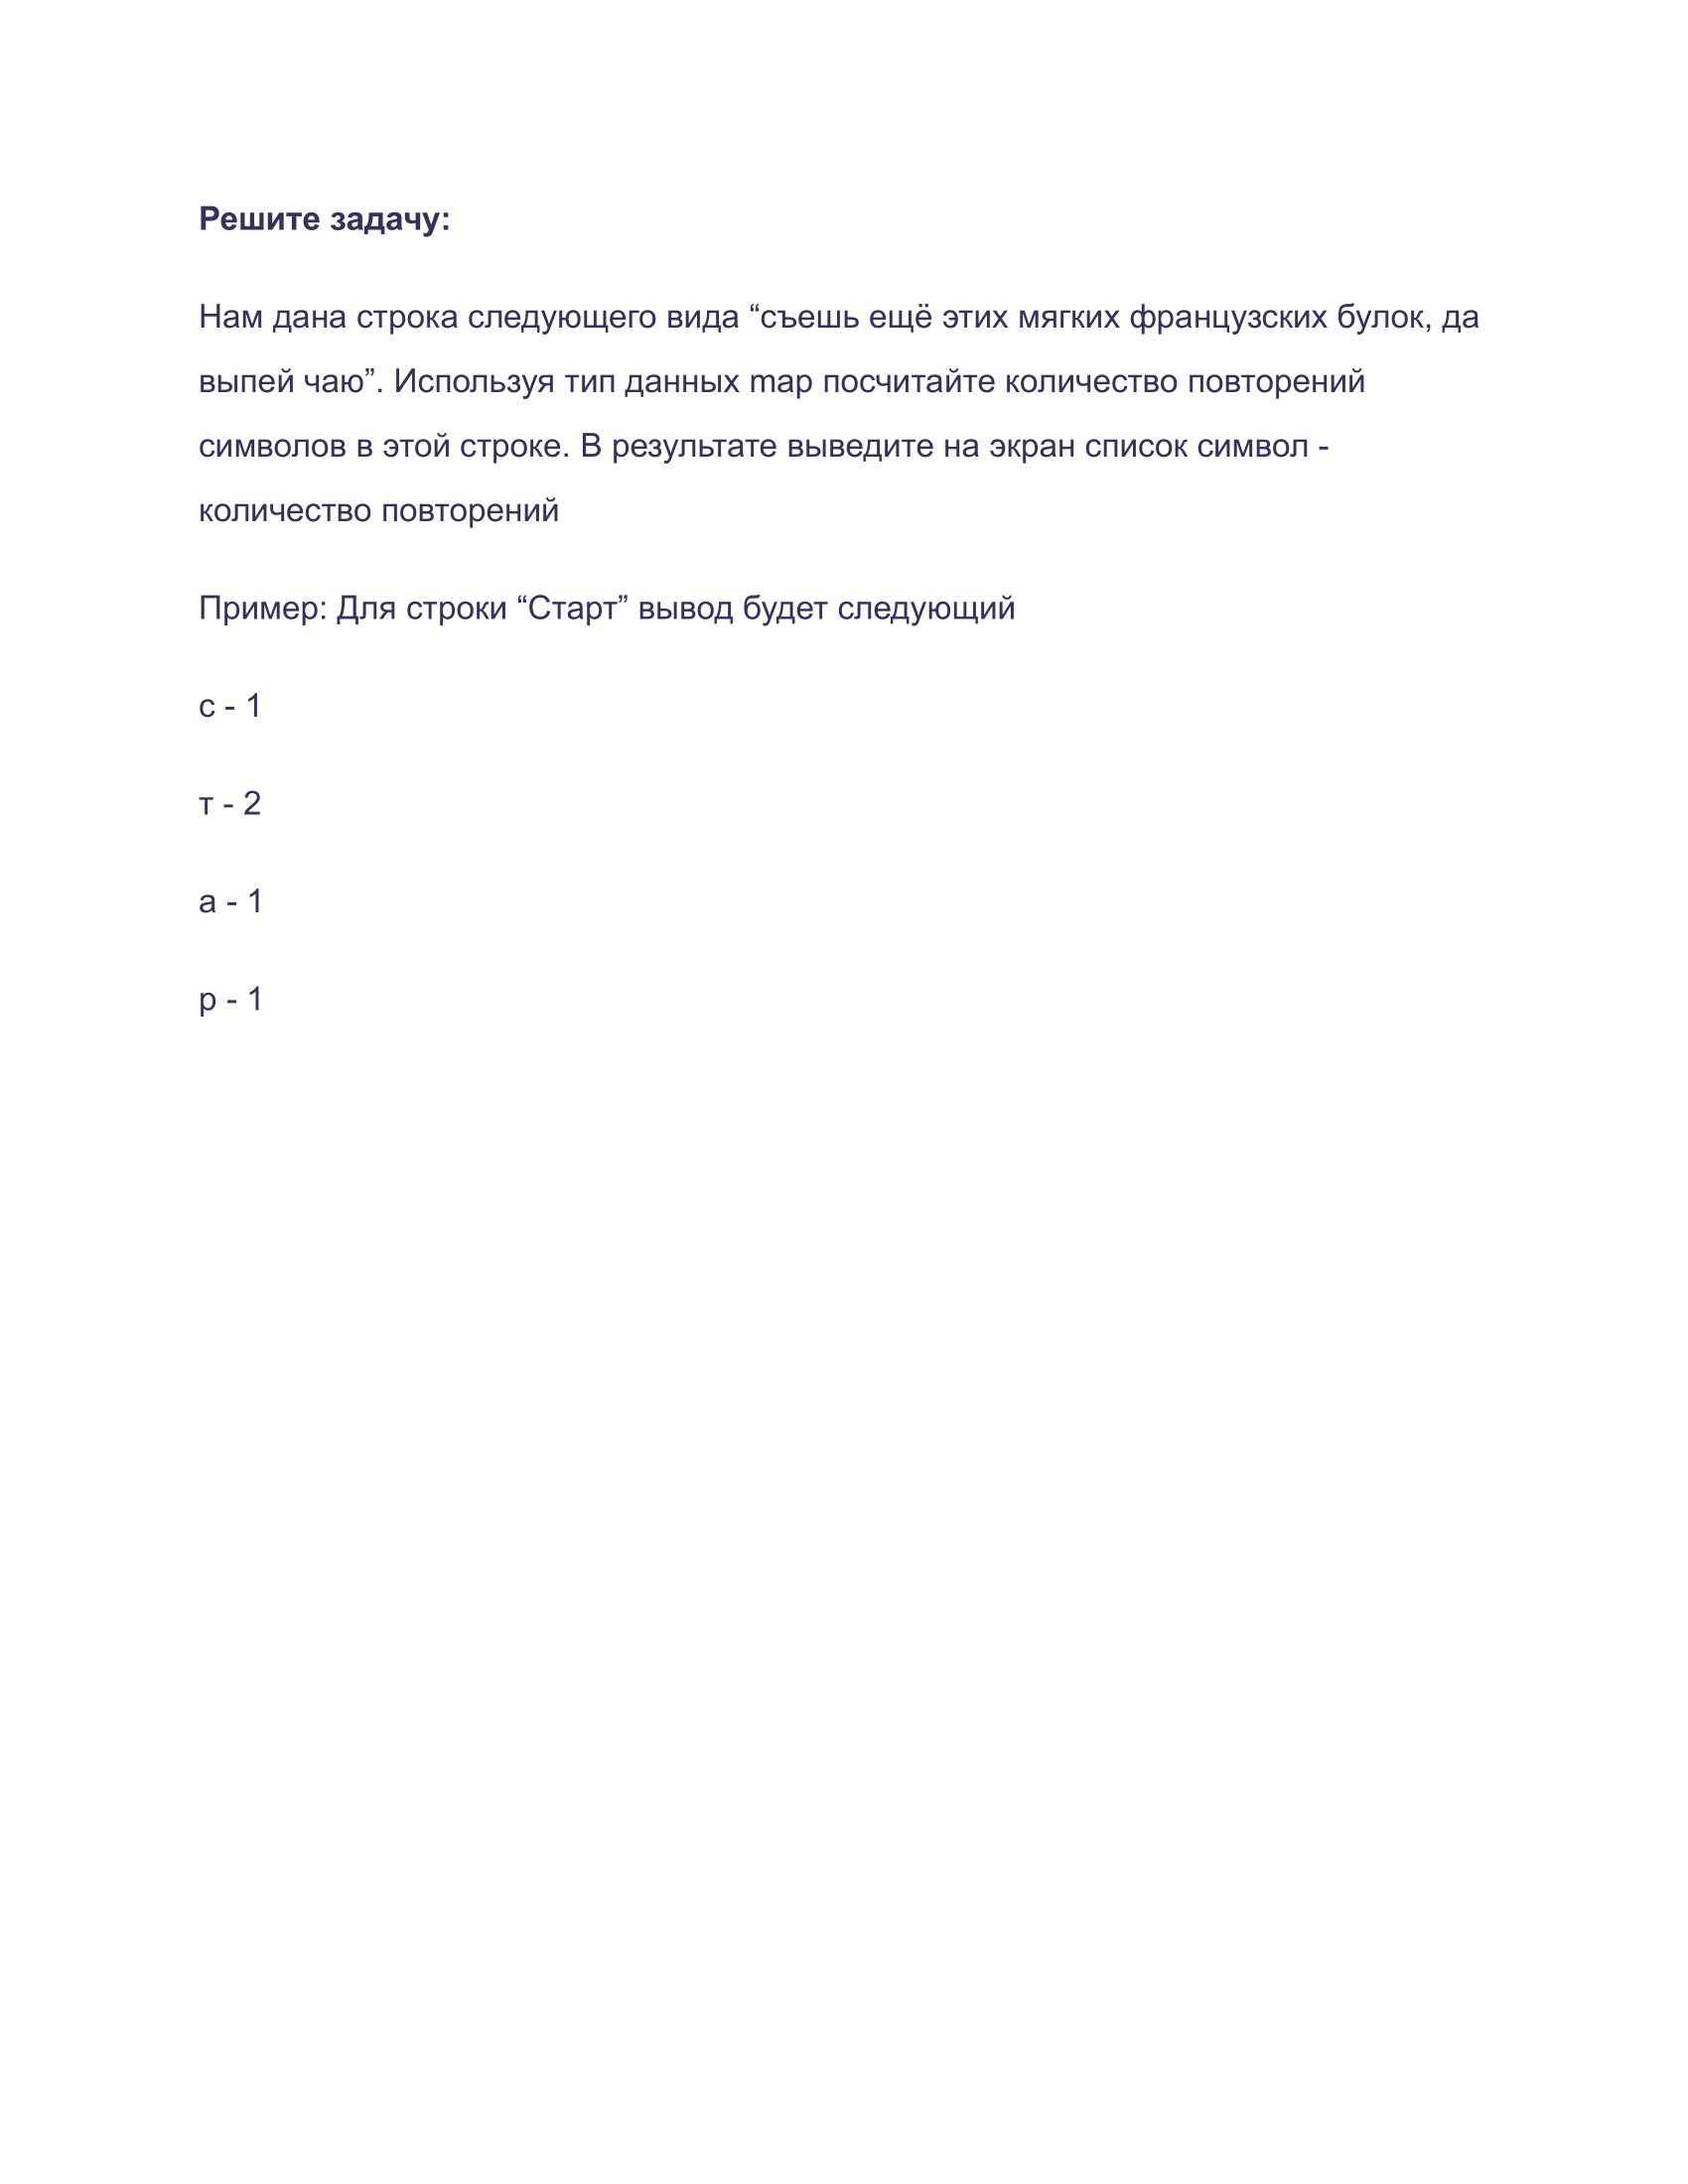 Решите задачу:
Нам дана строка следующего вида “съешь ещё этих мягких французских булок, да
выпей чаю”. Используя тип данных map посчитайте количество повторений
символов в этой строке. В результате выведите на экран список символ -
количество повторений
Пример: Для строки “Старт” вывод будет следующий
с - 1
т - 2
а - 1
р - 1